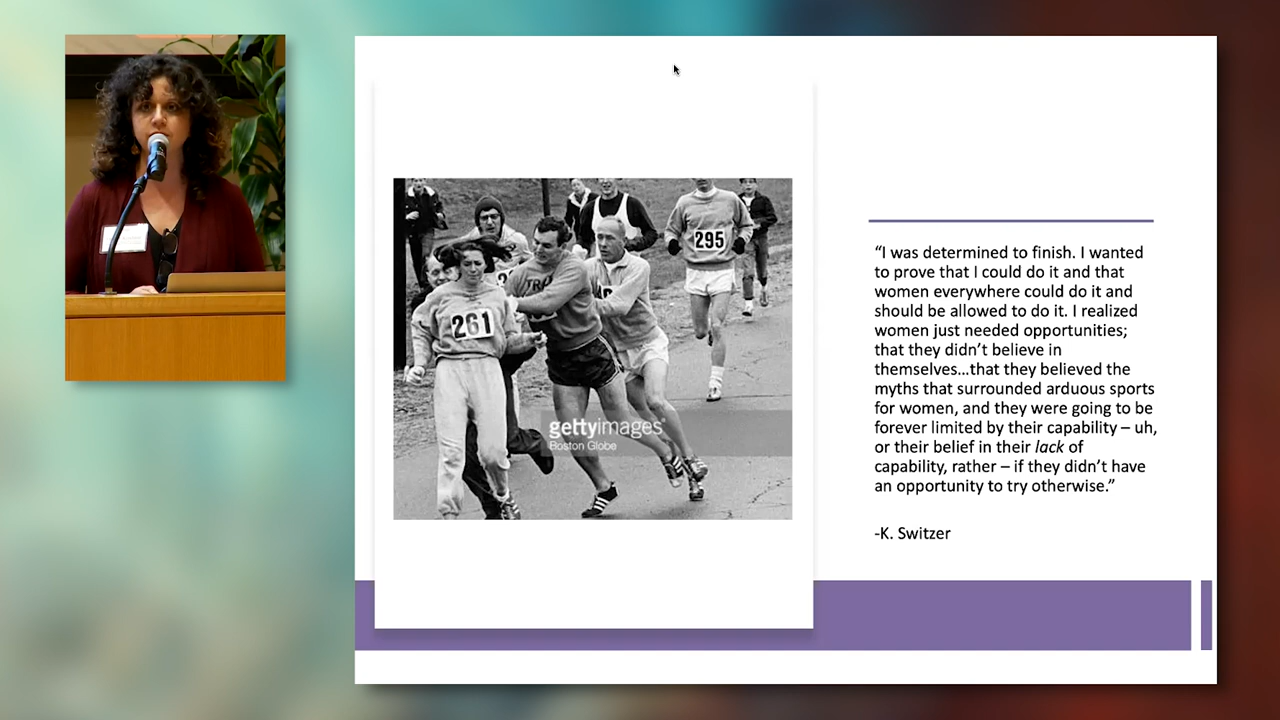 295
261
gettyimages®
Boston Globe
“I was determined to finish. I wanted
to prove that I could do it and that
women everywhere could do it and
should be allowed to do it. I realized
women just needed opportunities;
that they didn’t believe in
themselves...that they believed the
myths that surrounded arduous sports
for women, and they were going to be
forever limited by their capability – uh,
or their belief in their lack of
capability, rather – if they didn’t have
an opportunity to try otherwise.”
-K. Switzer